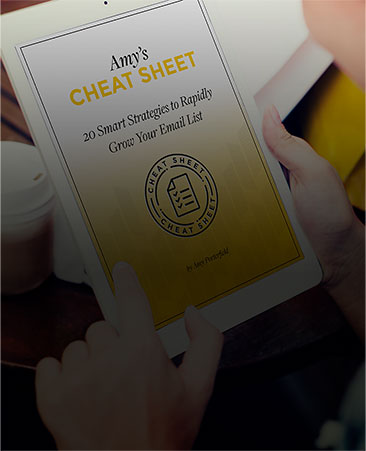 Amy's
CHEAT SHEET
20 Smart Strategies to Rapidly
Grow Your Email List
CHEAT SHEET
CHEAT SHEET
by Amy Porterfield